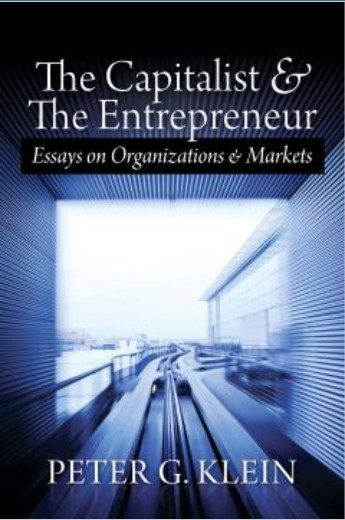 The Capitalist &
The Entrepreneur
Essays on Organizations & Markets
PETER G. KLEIN